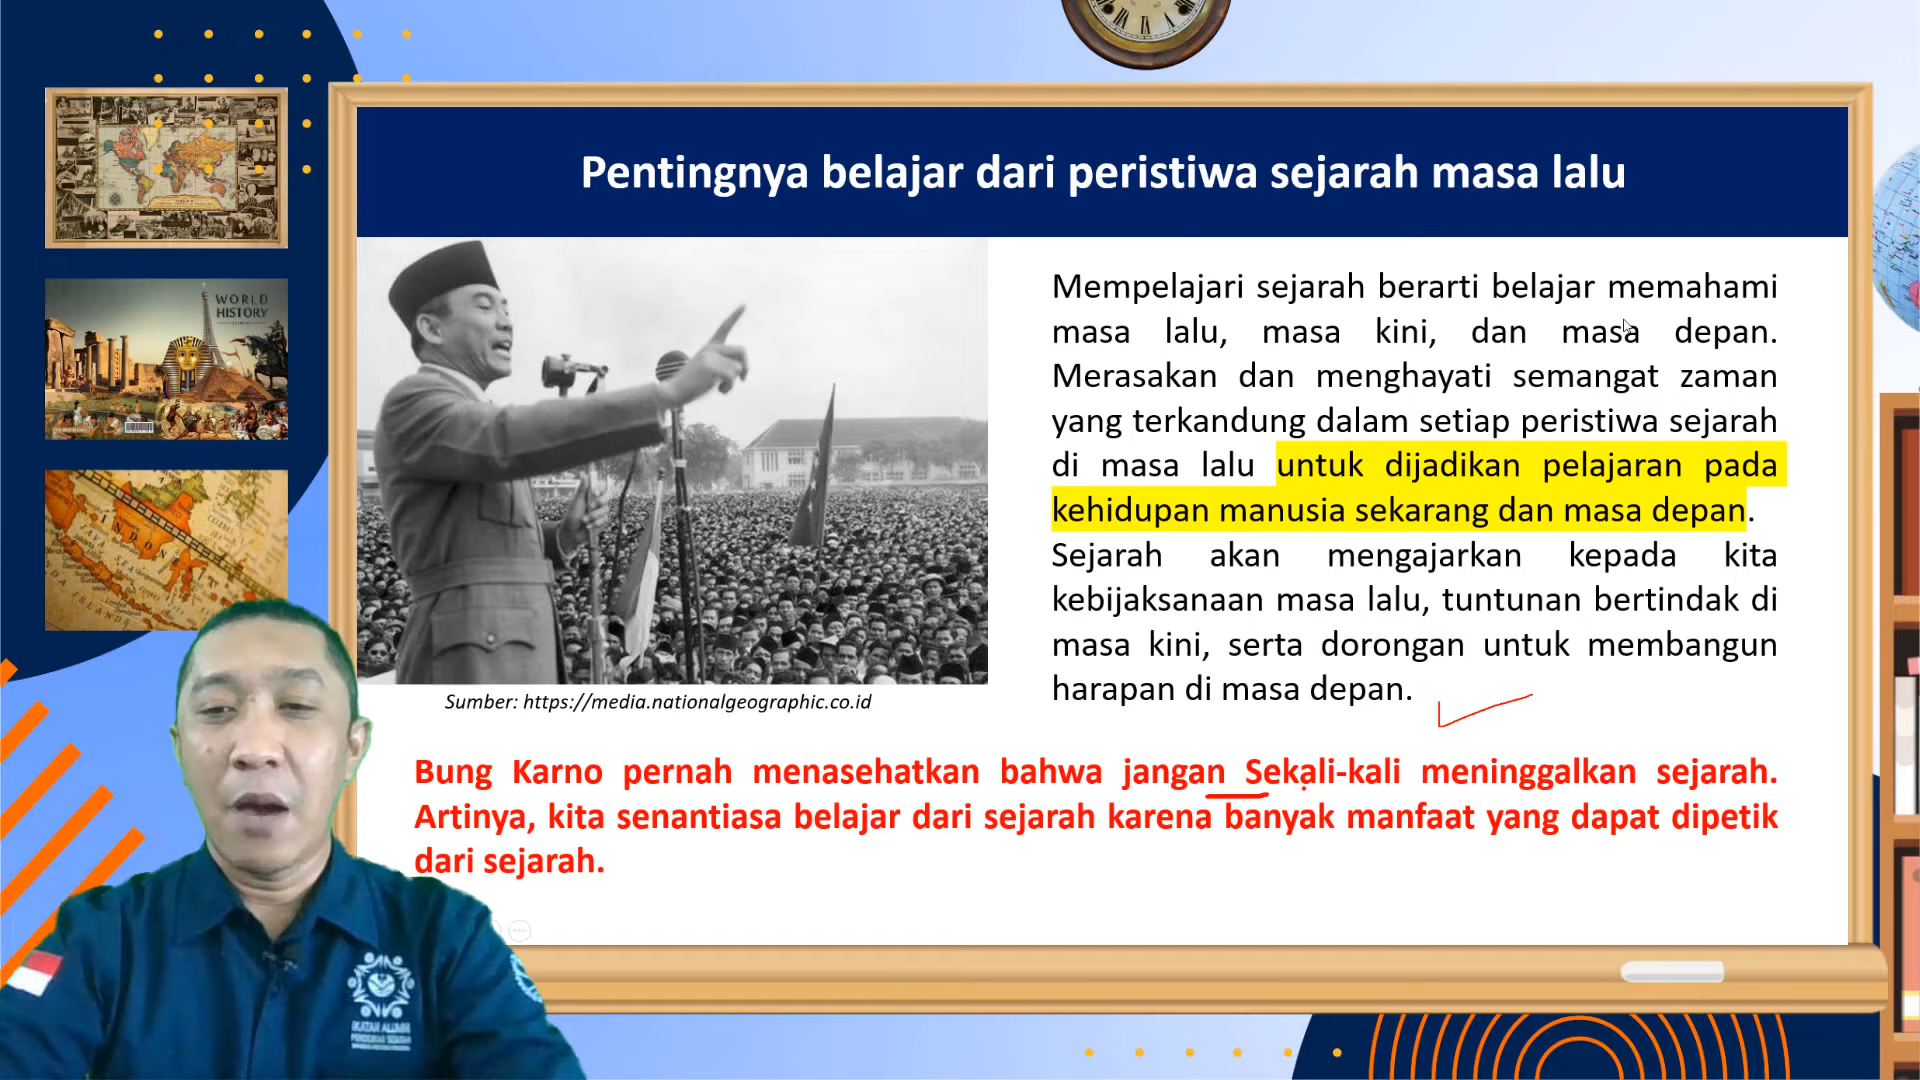 Pentingnya belajar dari peristiwa sejarah masa lalu
WORLD
HISTORY
Mempelajari sejarah berarti belajar memahami
masa lalu, masa kini, dan masa depan.
Merasakan dan menghayati semangat zaman
yang terkandung dalam setiap peristiwa sejarah
di masa lalu untuk dijadikan pelajaran pada
kehidupan manusia sekarang dan masa depan.
Sejarah akan mengajarkan kepada kita
kebijaksanaan masa lalu, tuntunan bertindak di
masa kini, serta dorongan untuk membangun
harapan di masa depan.
Sumber: https://media.nationalgeographic.co.id
Bung Karno pernah menasehatkan bahwa jangan Sekali-kali meninggalkan sejarah.
Artinya, kita senantiasa belajar dari sejarah karena banyak manfaat yang dapat dipetik
dari sejarah.
IKATAN ALUMNI
PENDIDIKAN SEJARAH